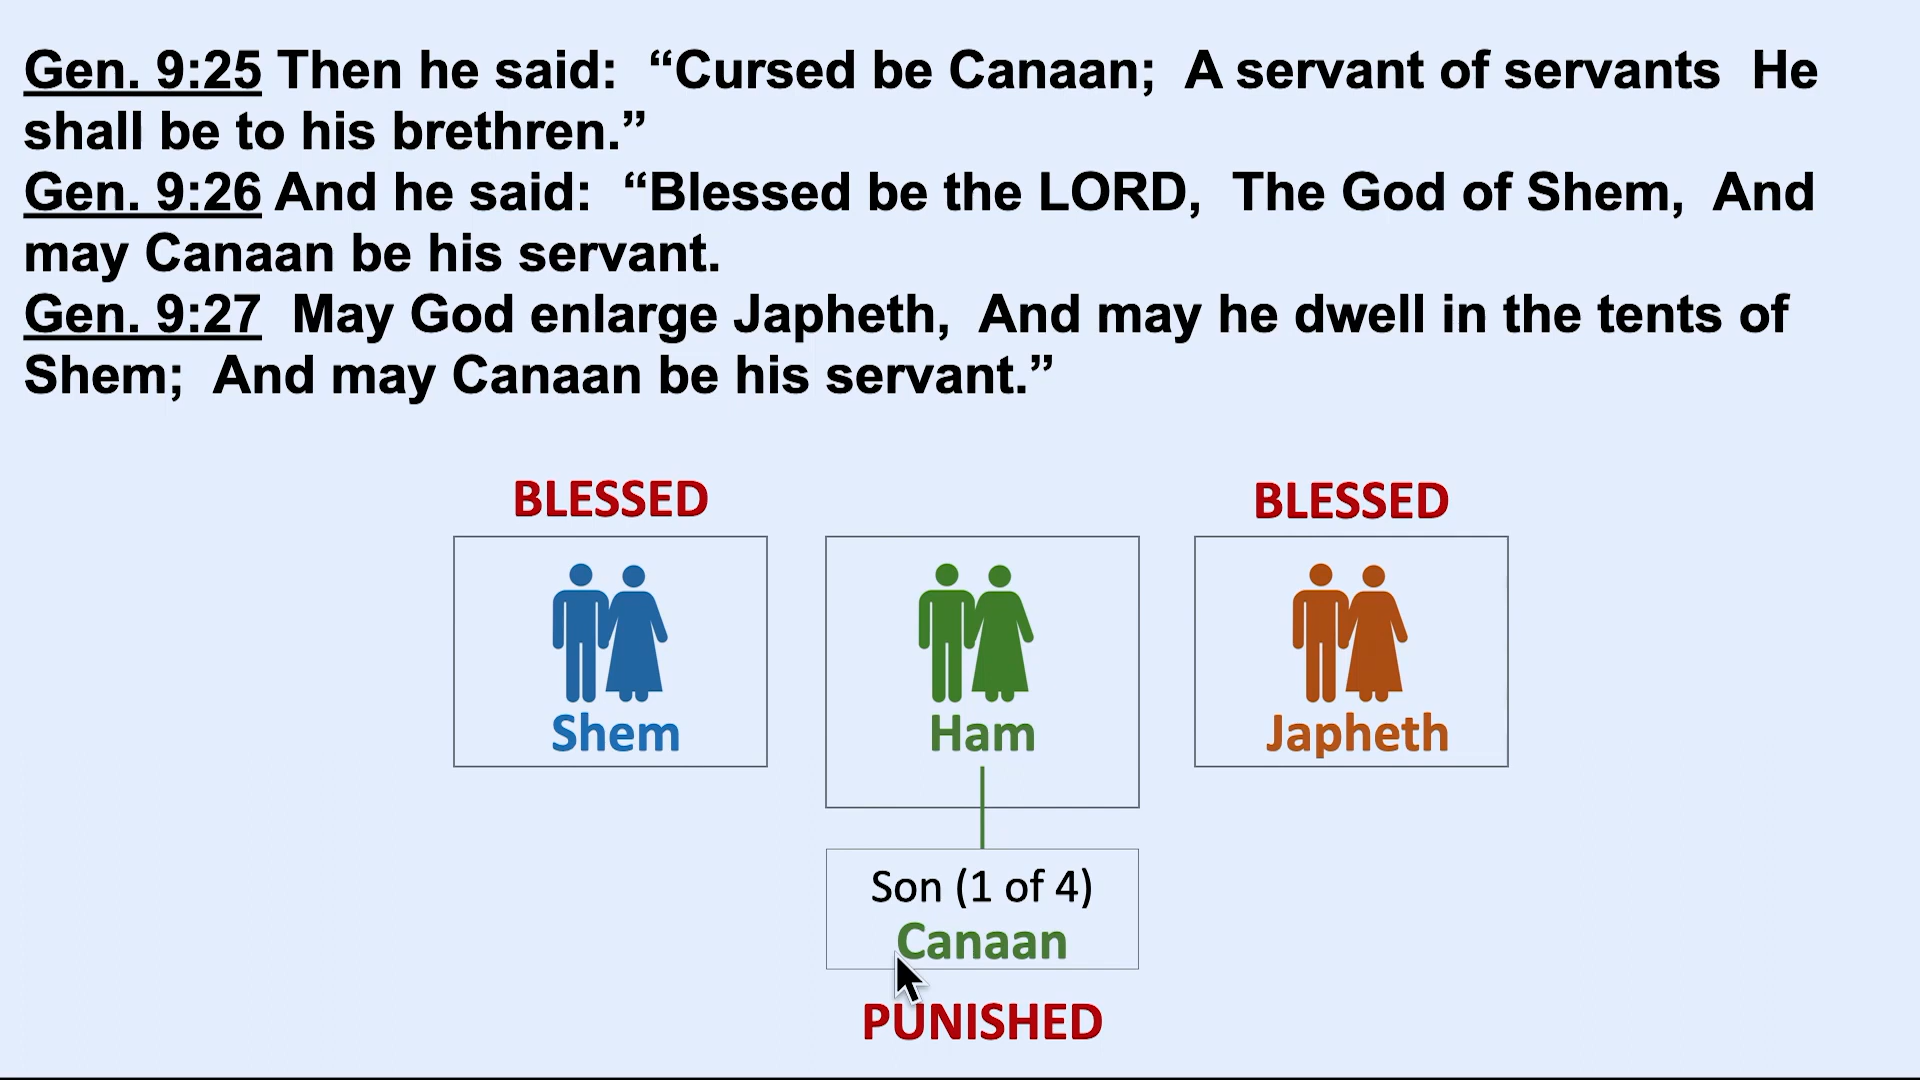 Gen. 9:25 Then he said:  “Cursed be Canaan;  A servant of servants  He
shall be to his brethren.”
Gen. 9:26 And he said:  “Blessed be the LORD,  The God of Shem,  And
may Canaan be his servant.
Gen. 9:27  May God enlarge Japheth,  And may he dwell in the tents of
Shem;  And may Canaan be his servant.”
BLESSED
BLESSED
Shem
Ham
Japheth
Son (1 of 4)
Canaan
PUNISHED